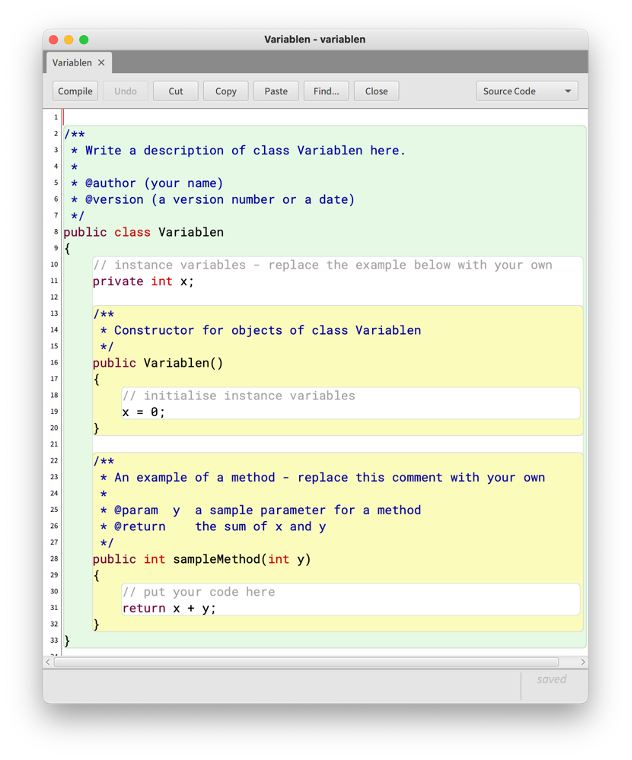 Variablen - variablen
Variablen ×
Compile Undo Cut Copy Paste Find... Close Source Code
1
2 /**
3 * Write a description of class Variablen here.
4 *
5 * @author (your name)
6 * @version (a version number or a date)
7 */
8 public class Variablen
9 {
10 // instance variables - replace the example below with your own
11 private int x;
12
13 /**
14 * Constructor for objects of class Variablen
15 */
16 public Variablen()
17 {
18 // initialise instance variables
19 x = 0;
20 }
21
22 /**
23 * An example of a method - replace this comment with your own
24 *
25 * @param  y  a sample parameter for a method
26 * @return    the sum of x and y
27 */
28 public int sampleMethod(int y)
29 {
30 // put your code here
31 return x + y;
32 }
33 }
saved